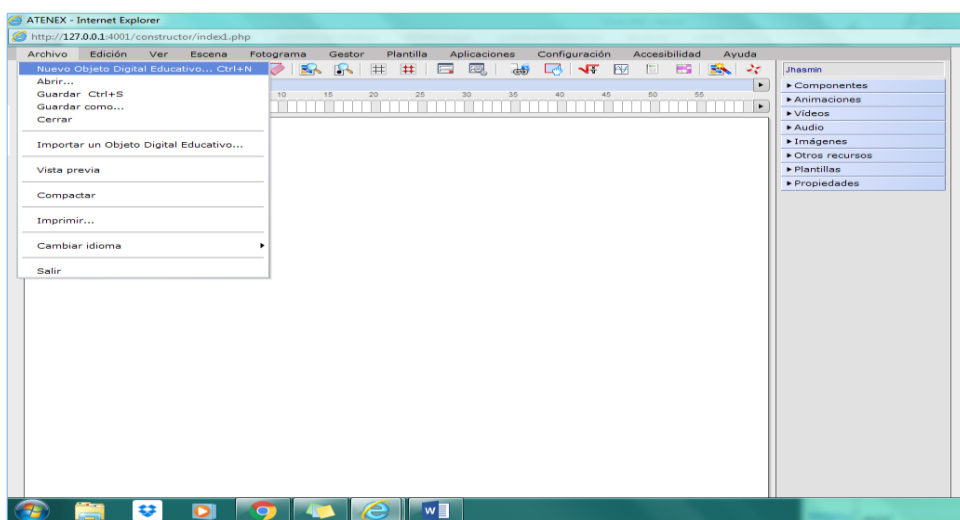 ATENEX - Internet Explorer
http://127.0.0.1:4001/constructor/index1.php
Archivo Edición Ver Escena Fotograma Gestor Plantilla Aplicaciones Configuración Accesibilidad Ayuda
Nuevo Objeto Digital Educativo... Ctrl+N
Abrir...
Guardar Ctrl+S
Guardar como...
Cerrar
Importar un Objeto Digital Educativo...
Vista previa
Compactar
Imprimir...
Cambiar idioma
Salir
10 15 20 25 30 35 40 45 50 55
Jhasmin
Componentes
Animaciones
Vídeos
Audio
Imágenes
Otros recursos
Plantillas
Propiedades
W